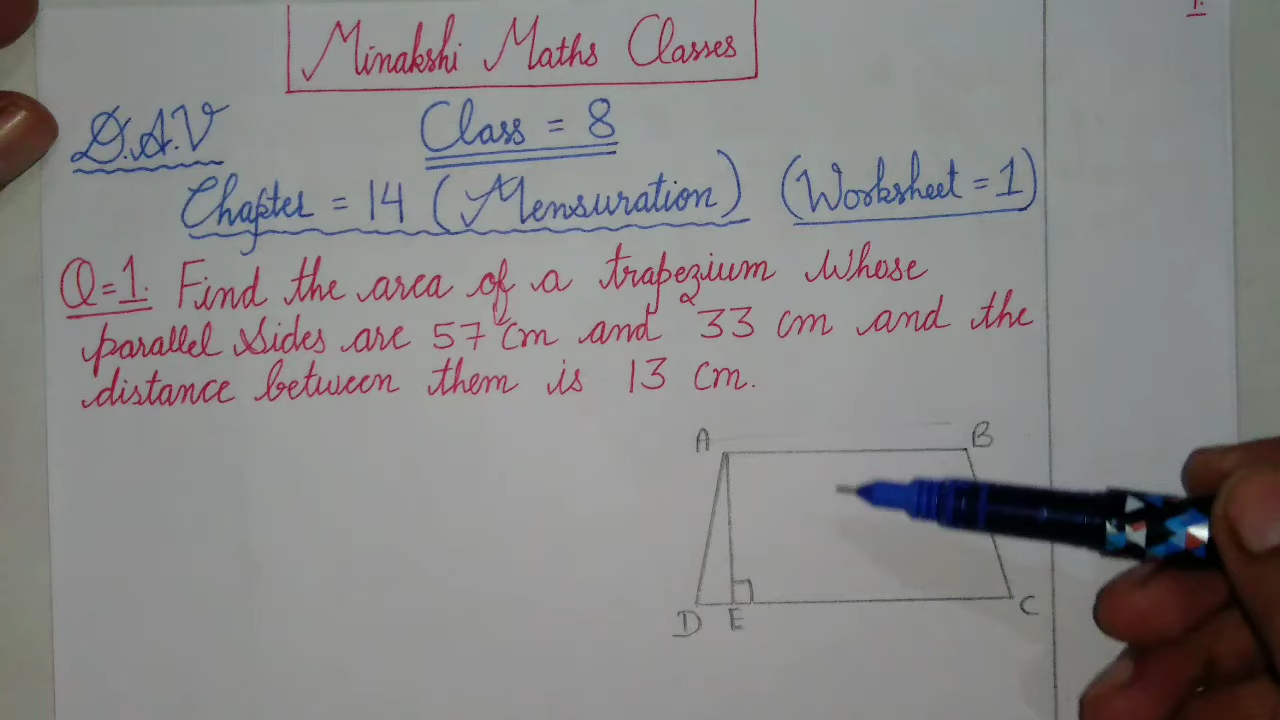 1.
Minakshi Maths Classes
D.A.V Class = 8
Chapter = 14 (Mensuration) (Worksheet = 1)
Q=1. Find the area of a trapezium whose
parallel sides are 57 cm and 33 cm and the
distance between them is 13 cm.
A B
D E C